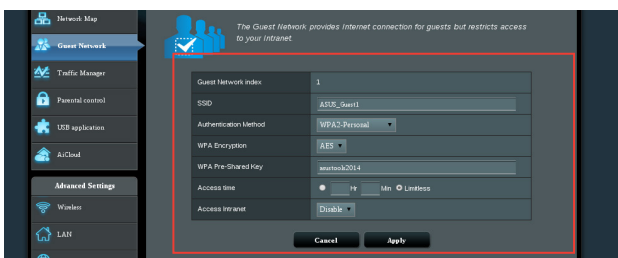 Network Map
Guest Network
Traffic Manager
Parental control
USB application
AiCloud
Advanced Settings
Wireless
LAN
The Guest Network provides Internet connection for guests but restricts access
to your Intranet.
Guest Network index 1
SSID ASUS_Guest1
Authentication Method WPA2-Personal
WPA Encryption AES
WPA Pre-Shared Key asustools2014
Access time Hr Min Limitless
Access Intranet Disable
Cancel Apply